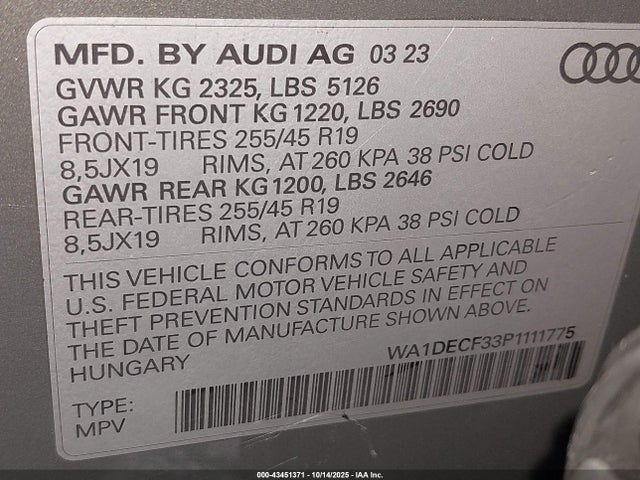 MFD. BY AUDI AG 03 23
GVWR KG 2325, LBS 5126
GAWR FRONT KG 1220, LBS 2690
FRONT-TIRES 255/45 R19
8,5JX19 RIMS, AT 260 KPA 38 PSI COLD
GAWR REAR KG 1200, LBS 2646
REAR-TIRES 255/45 R19
8,5JX19 RIMS, AT 260 KPA 38 PSI COLD
THIS VEHICLE CONFORMS TO ALL APPLICABLE
U.S. FEDERAL MOTOR VEHICLE SAFETY AND
THEFT PREVENTION STANDARDS IN EFFECT ON
THE DATE OF MANUFACTURE SHOWN ABOVE.
HUNGARY WA1DECF33P1111775
TYPE:
MPV
000-43451371 - 10/14/2025 - IAA Inc.